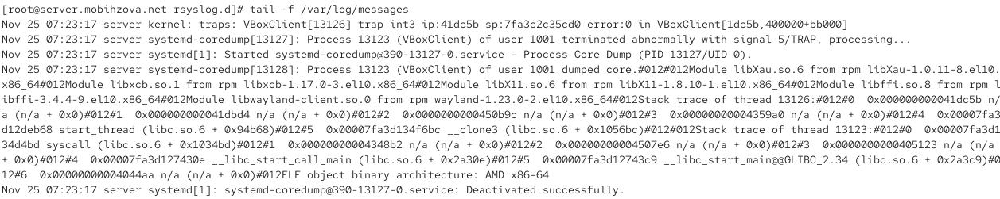 [root@server.mobihzova.net rsyslog.d]# tail -f /var/log/messages
Nov 25 07:23:17 server kernel: traps: VBoxClient[13126] trap int3 ip:41dc5b sp:7fa3c2c35cd0 error:0 in VBoxClient[1dc5b,400000+bb000]
Nov 25 07:23:17 server systemd-coredump[13127]: Process 13123 (VBoxClient) of user 1001 terminated abnormally with signal 5/TRAP, processing...
Nov 25 07:23:17 server systemd[1]: Started systemd-coredump@390-13127-0.service - Process Core Dump (PID 13127/UID 0).
Nov 25 07:23:17 server systemd-coredump[13128]: Process 13123 (VBoxClient) of user 1001 dumped core.#012#012Module libXau.so.6 from rpm libXau-1.0.11-8.el10.
x86_64#012Module libxcb.so.1 from rpm libxcb-1.17.0-3.el10.x86_64#012Module libX11.so.6 from rpm libX11-1.8.10-1.el10.x86_64#012Module libffi.so.8 from rpm l
ibffi-3.4.4-9.el10.x86_64#012Module libwayland-client.so.0 from rpm wayland-1.23.0-2.el10.x86_64#012Stack trace of thread 13126:#012#0  0x000000000041dc5b n/
a (n/a + 0x0)#012#1  0x000000000041dbd4 n/a (n/a + 0x0)#012#2  0x0000000000450b9c n/a (n/a + 0x0)#012#3  0x00000000004359a0 n/a (n/a + 0x0)#012#4  0x00007fa3
d12deb68 start_thread (libc.so.6 + 0x94b68)#012#5  0x00007fa3d134f6bc __clone3 (libc.so.6 + 0x1056bc)#012#012Stack trace of thread 13123:#012#0  0x00007fa3d1
34d4bd syscall (libc.so.6 + 0x1034bd)#012#1  0x00000000004348b2 n/a (n/a + 0x0)#012#2  0x00000000004507e6 n/a (n/a + 0x0)#012#3  0x0000000000405123 n/a (n/a 
+ 0x0)#012#4  0x00007fa3d127430e __libc_start_call_main (libc.so.6 + 0x2a30e)#012#5  0x00007fa3d12743c9 __libc_start_main@@GLIBC_2.34 (libc.so.6 + 0x2a3c9)#0
12#6  0x00000000004044aa n/a (n/a + 0x0)#012ELF object binary architecture: AMD x86-64
Nov 25 07:23:17 server systemd[1]: systemd-coredump@390-13127-0.service: Deactivated successfully.